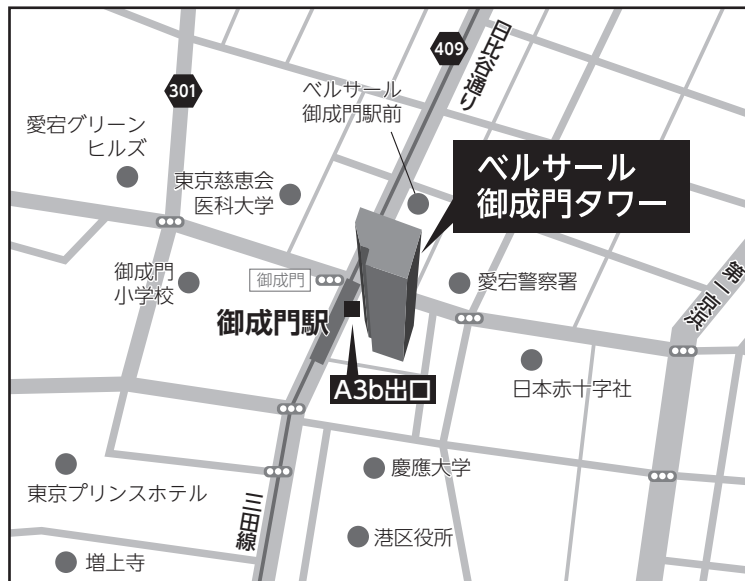 409
日比谷通り
301
ベルサール
御成門駅前
愛宕グリーン
ヒルズ
東京慈恵会
医科大学
ベルサール
御成門タワー
御成門
小学校
御成門
愛宕警察署
第一京浜
御成門駅
A3b出口
日本赤十字社
東京プリンスホテル
慶應大学
三田線
港区役所
増上寺